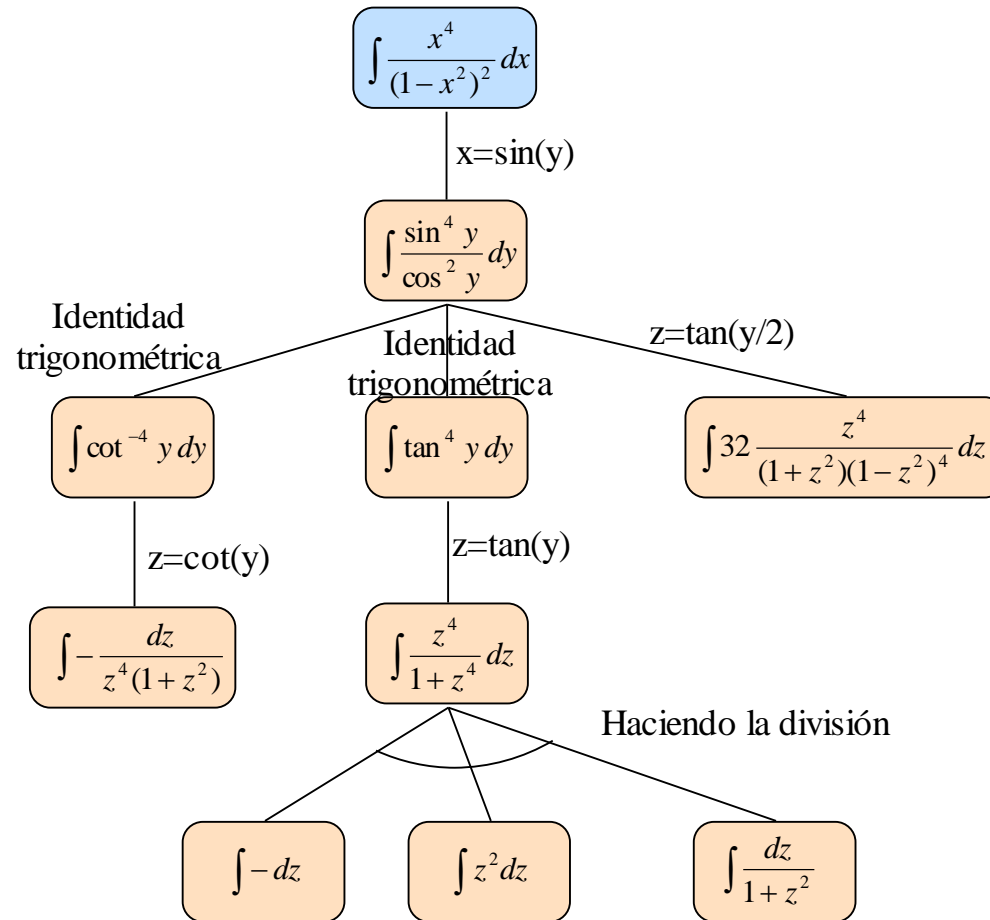 ∫ x⁴/(1−x²)² dx
x=sin(y)
∫ sin⁴ y/cos² y dy
Identidad
trigonométrica
Identidad
trigonométrica
z=tan(y/2)
∫ cot⁻⁴ y dy
∫ tan⁴ y dy
∫ 32 z⁴/((1+z²)(1−z²)⁴) dz
z=cot(y)
z=tan(y)
∫ − dz/(z⁴(1+z²))
∫ z⁴/(1+z⁴) dz
Haciendo la división
∫ − dz
∫ z² dz
∫ dz/(1+z²)